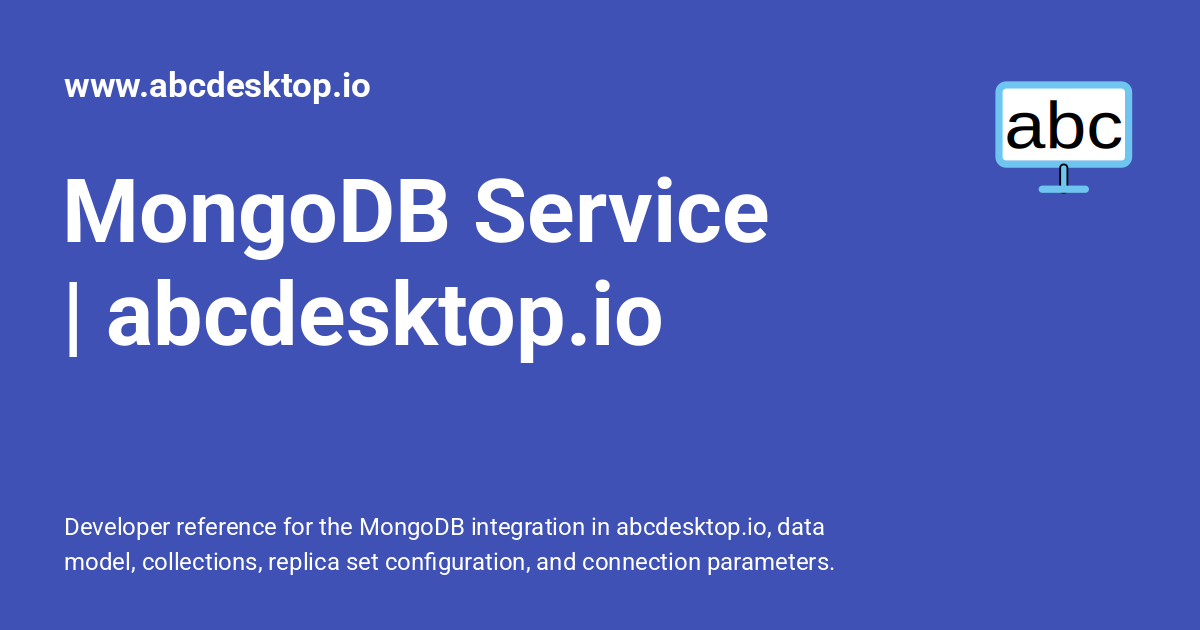 www.abcdesktop.io
abc
MongoDB Service
| abcdesktop.io
Developer reference for the MongoDB integration in abcdesktop.io, data
model, collections, replica set configuration, and connection parameters.